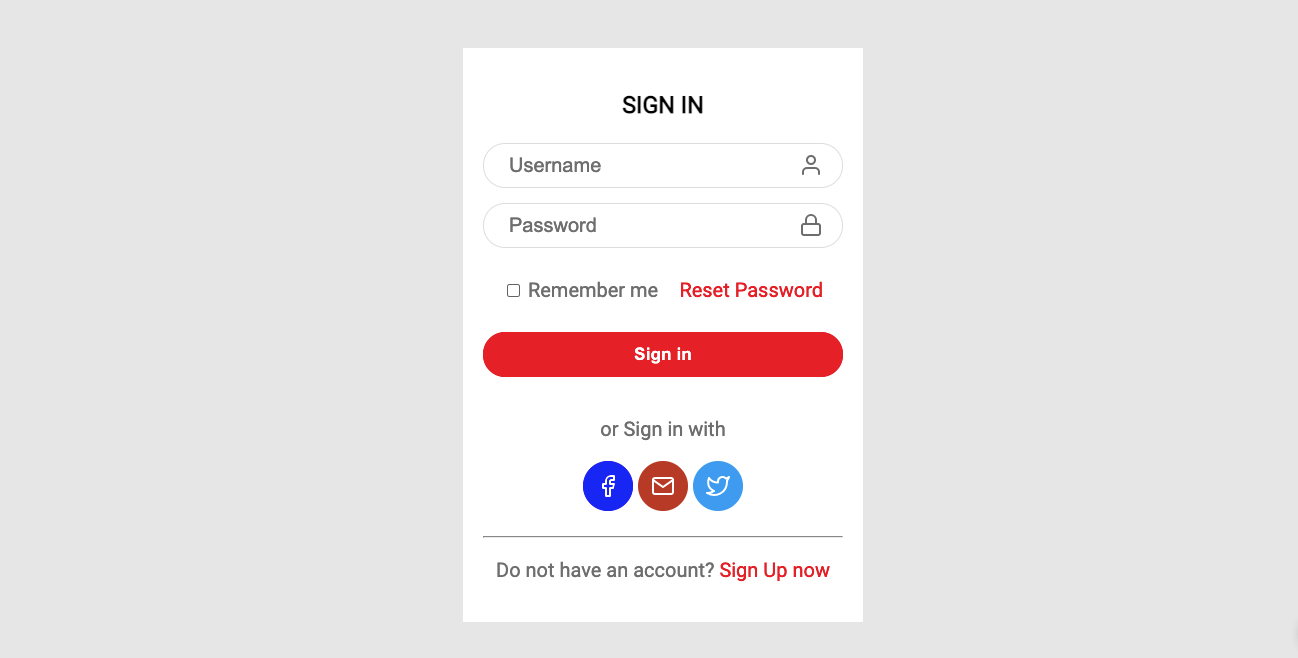 SIGN IN
Username
Password
Remember me Reset Password
Sign in
or Sign in with
Do not have an account? Sign Up now